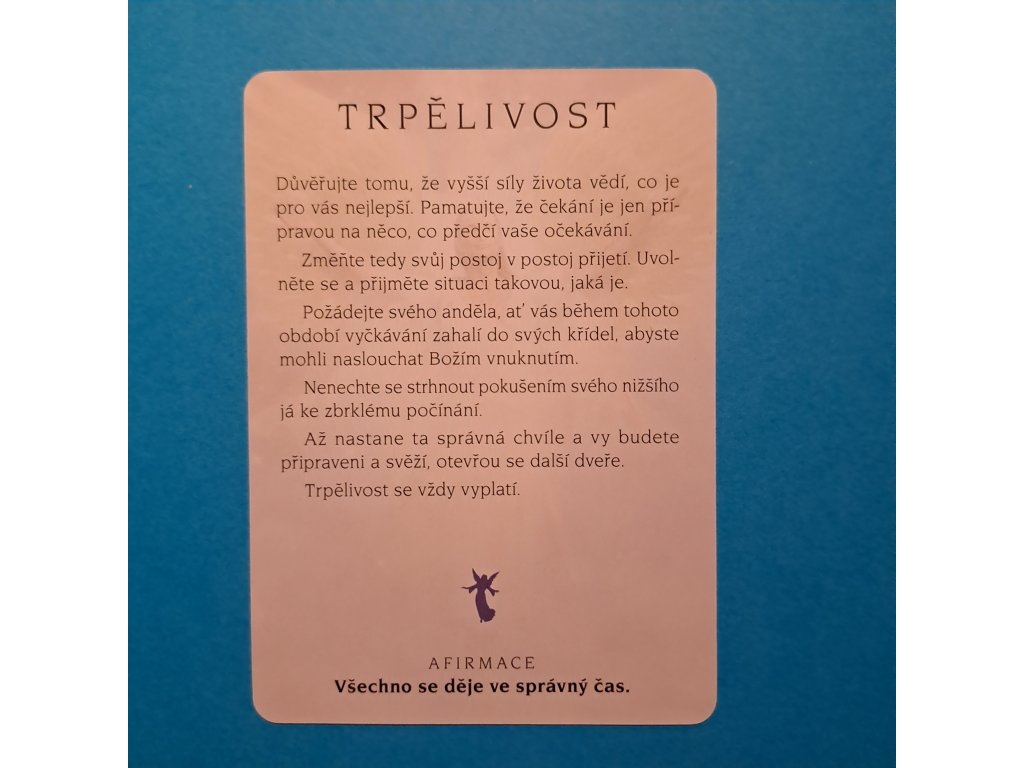 TRPĚLIVOST
Důvěřujte tomu, že vyšší síly života vědí, co je
pro vás nejlepší. Pamatujte, že čekání je jen pří-
pravou na něco, co předčí vaše očekávání.
Změňte tedy svůj postoj v postoj přijetí. Uvol-
něte se a přijměte situaci takovou, jaká je.
Požádejte svého anděla, ať vás během tohoto
období vyčkávání zahalí do svých křídel, abyste
mohli naslouchat Božím vnuknutím.
Nenechte se strhnout pokušením svého nižšího
já ke zbrklému počínání.
Až nastane ta správná chvíle a vy budete
připraveni a svěží, otevřou se další dveře.
Trpělivost se vždy vyplatí.
AFIRMACE
Všechno se děje ve správný čas.